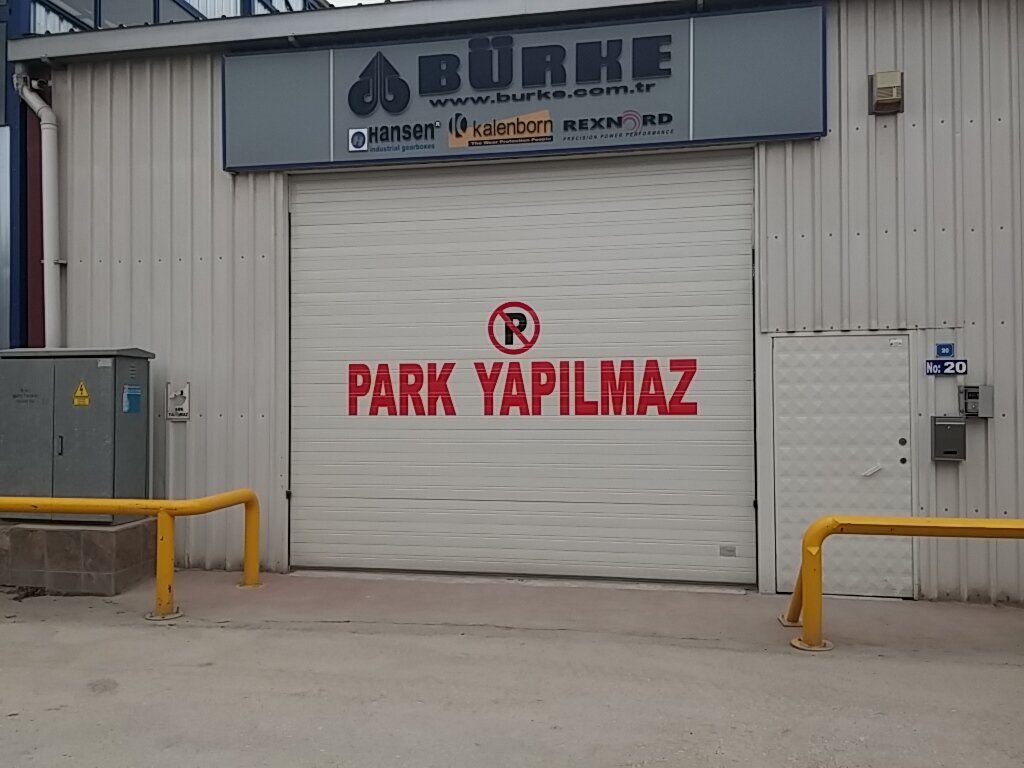 BÜRKE
www.burke.com.tr
HANSEN
industrial gearboxes
kalenborn
The Wear Protection People
REXNORD
PRECISION POWER PERFORMANCE
P
PARK YAPILMAZ
20
No: 20